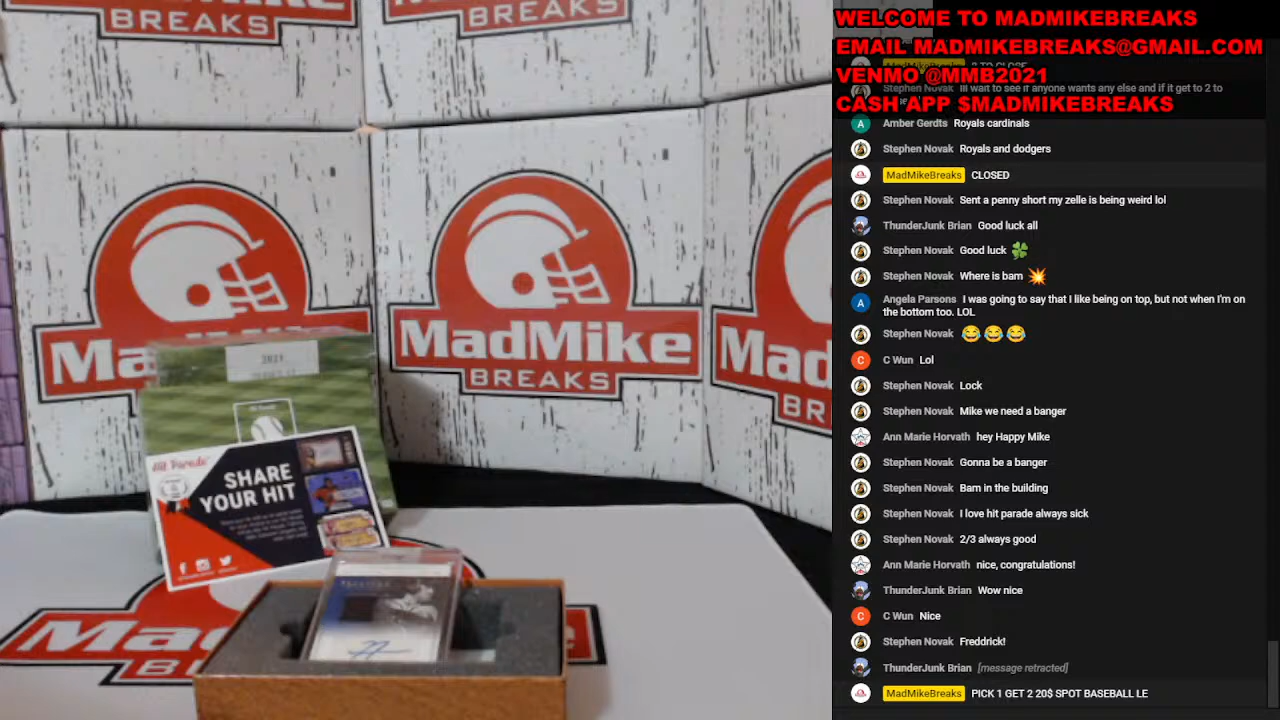 BREAKS
BREAKS
MadMike
BREAKS
2021
Hit Parade
SHARE
YOUR HIT
WELCOME TO MADMIKEBREAKS
EMAIL MADMIKEBREAKS@GMAIL.COM
VENMO @MMB2021
CASH APP $MADMIKEBREAKS
MadMikeBreaks 2 TO CLOSE
Stephen Novak Ill wait to see if anyone wants any else and if it get to 2 to
Amber Gerdts Royals cardinals
Stephen Novak Royals and dodgers
MadMikeBreaks CLOSED
Stephen Novak Sent a penny short my zelle is being weird lol
ThunderJunk Brian Good luck all
Stephen Novak Good luck 🍀
Stephen Novak Where is bam 💥
Angela Parsons I was going to say that I like being on top, but not when I'm on
the bottom too. LOL
Stephen Novak 😂😂😂
C Wun Lol
Stephen Novak Lock
Stephen Novak Mike we need a banger
Ann Marie Horvath hey Happy Mike
Stephen Novak Gonna be a banger
Stephen Novak Bam in the building
Stephen Novak I love hit parade always sick
Stephen Novak 2/3 always good
Ann Marie Horvath nice, congratulations!
ThunderJunk Brian Wow nice
C Wun Nice
Stephen Novak Freddrick!
ThunderJunk Brian [message retracted]
MadMikeBreaks PICK 1 GET 2 20$ SPOT BASEBALL LE